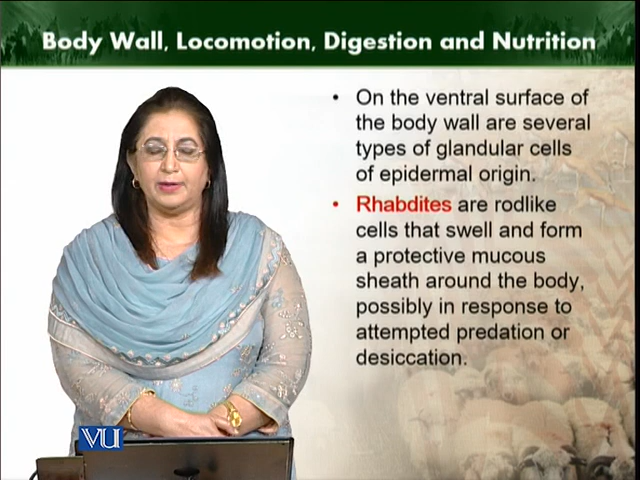 Body Wall, Locomotion, Digestion and Nutrition
• On the ventral surface of
the body wall are several
types of glandular cells
of epidermal origin.
• Rhabdites are rodlike
cells that swell and form
a protective mucous
sheath around the body,
possibly in response to
attempted predation or
desiccation.
VU